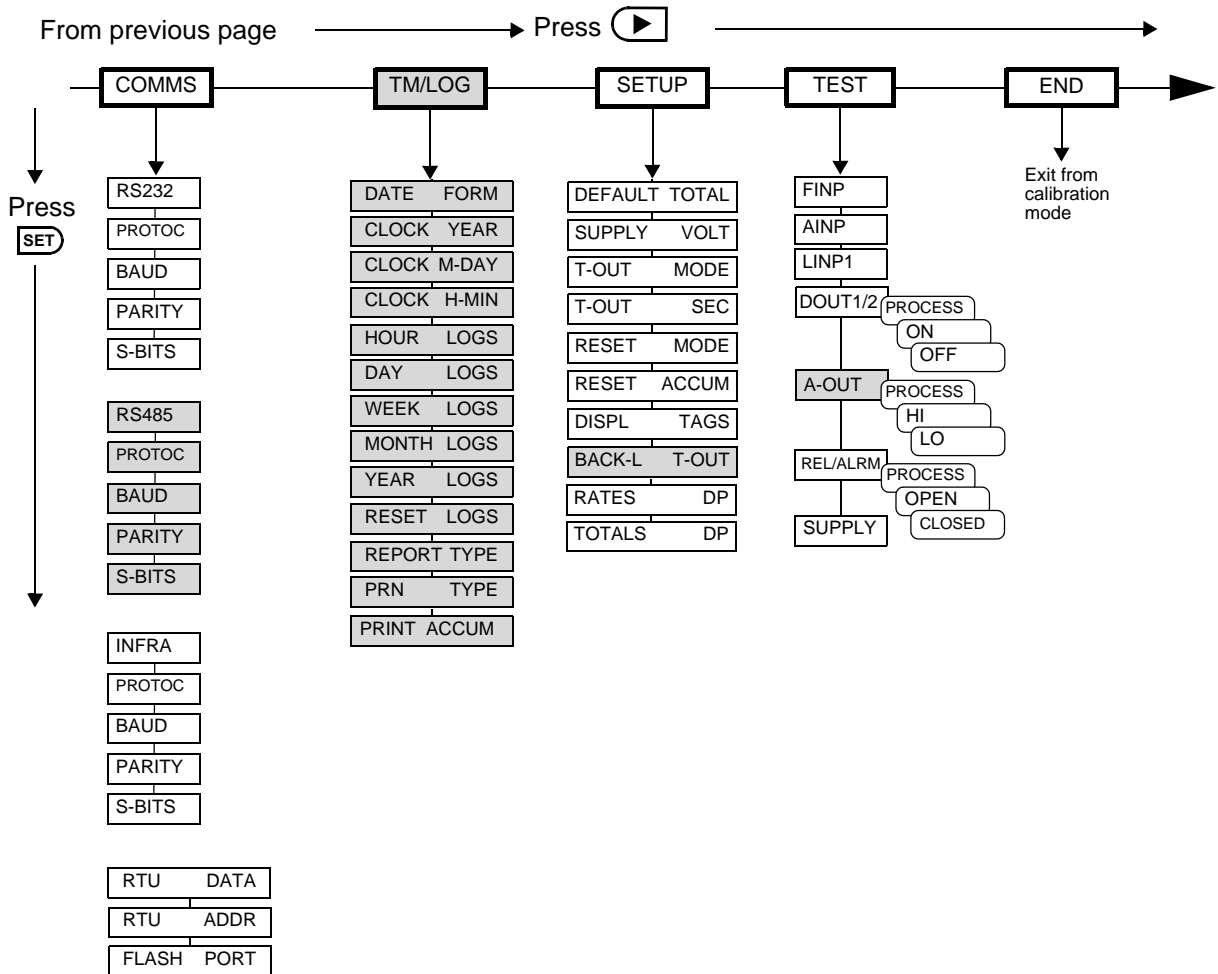 From previous page
Press
COMMS
TM/LOG
SETUP
TEST
END
Press
SET
RS232
PROTOC
BAUD
PARITY
S-BITS
RS485
PROTOC
BAUD
PARITY
S-BITS
INFRA
PROTOC
BAUD
PARITY
S-BITS
RTU DATA
RTU ADDR
FLASH PORT
DATE FORM
CLOCK YEAR
CLOCK M-DAY
CLOCK H-MIN
HOUR LOGS
DAY LOGS
WEEK LOGS
MONTH LOGS
YEAR LOGS
RESET LOGS
REPORT TYPE
PRN TYPE
PRINT ACCUM
DEFAULT TOTAL
SUPPLY VOLT
T-OUT MODE
T-OUT SEC
RESET MODE
RESET ACCUM
DISPL TAGS
BACK-L T-OUT
RATES DP
TOTALS DP
FINP
AINP
LINP1
DOUT1/2
PROCESS
ON
OFF
A-OUT
PROCESS
HI
LO
REL/ALRM
PROCESS
OPEN
CLOSED
SUPPLY
Exit from
calibration
mode